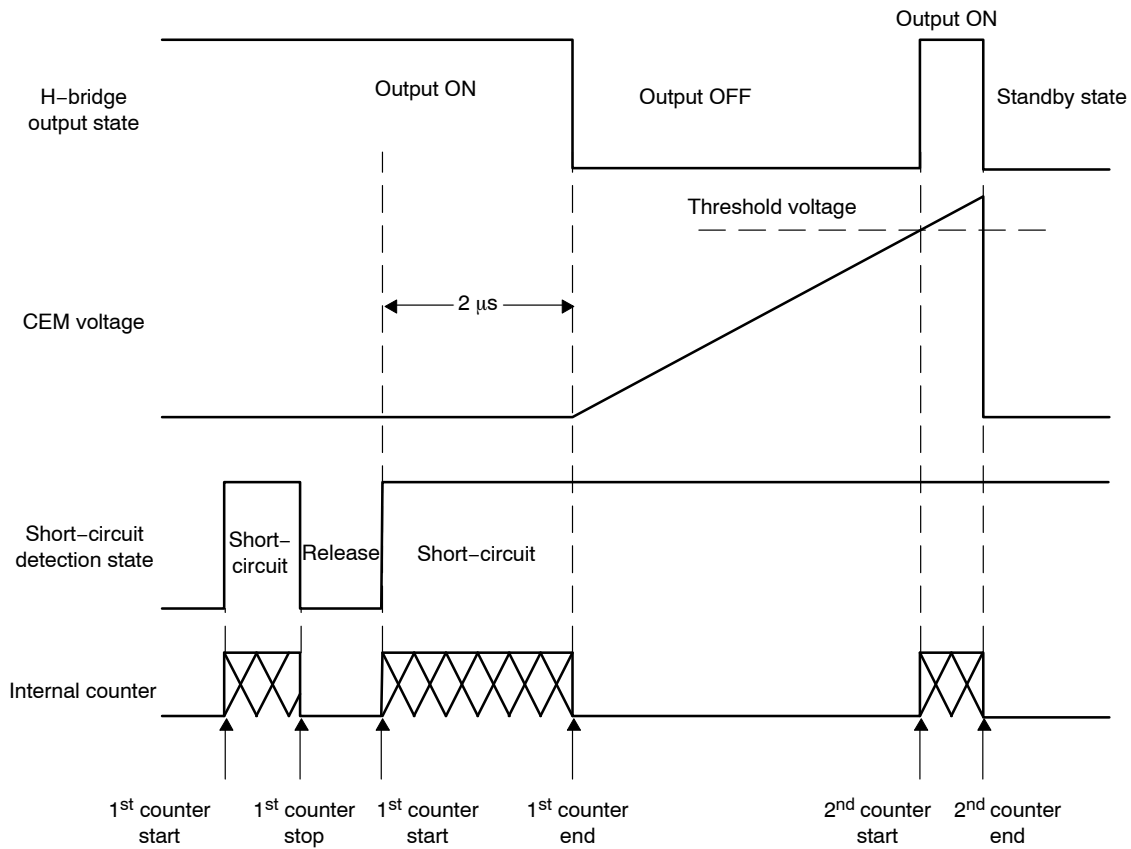 Output ON
H−bridge
output state
Output ON
Output OFF
Standby state
Threshold voltage
2 μs
CEM voltage
Short−circuit
detection state
Short−
circuit
Release
Short−circuit
Internal counter
1st counter
start
1st counter
stop
1st counter
start
1st counter
end
2nd counter
start
2nd counter
end